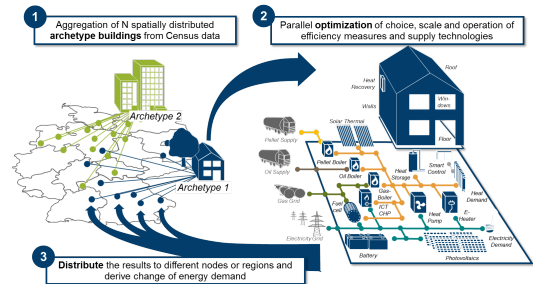 1
Aggregation of N spatially distributed
archetype buildings from Census data
Archetype 2
Archetype 1
2
Parallel optimization of choice, scale and operation of
efficiency measures and supply technologies
Roof
Heat
Recovery
Walls
Win-
dows
Floor
Solar Thermal
Pellet Supply
Pellet Boiler
Oil Supply
Oil Boiler
Heat
Storage
Smart
Control
Gas-
Boiler
Heat
Demand
Gas Grid
Fuel
cell
ICT
CHP
Heat
Pump
E-
Heater
Electricity Grid
Electricity
Demand
Battery
Photovoltaics
3
Distribute the results to different nodes or regions and
derive change of energy demand